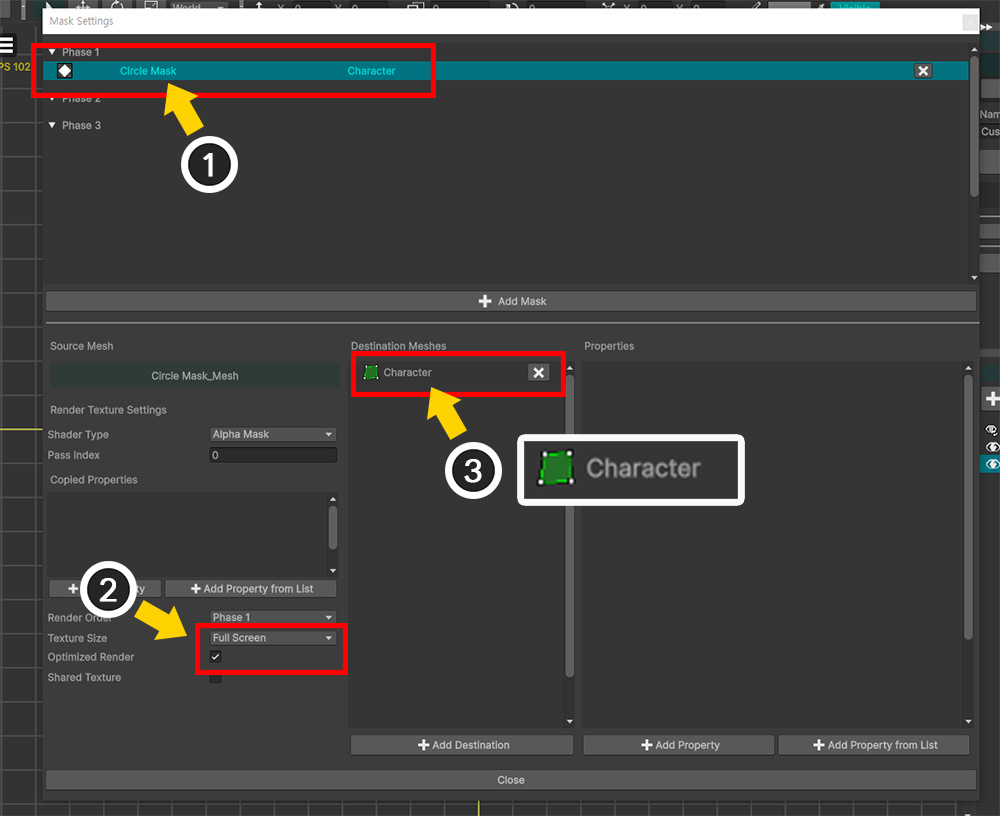 World
Mask Settings
PS 102
Phase 1
Circle Mask Character
Phase 2
Phase 3
1
Nam
Cus
Add Mask
Source Mesh
Circle Mask_Mesh
Render Texture Settings
Shader Type Alpha Mask
Pass Index 0
Copied Properties
Add Property from List
2
Render Order Phase 1
Texture Size Full Screen
Optimized Render
Shared Texture
Destination Meshes
Character
3
Character
Add Destination
Properties
Add Property
Add Property from List
Close